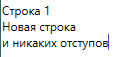 Строка 1
Новая строка
и никаких отступов